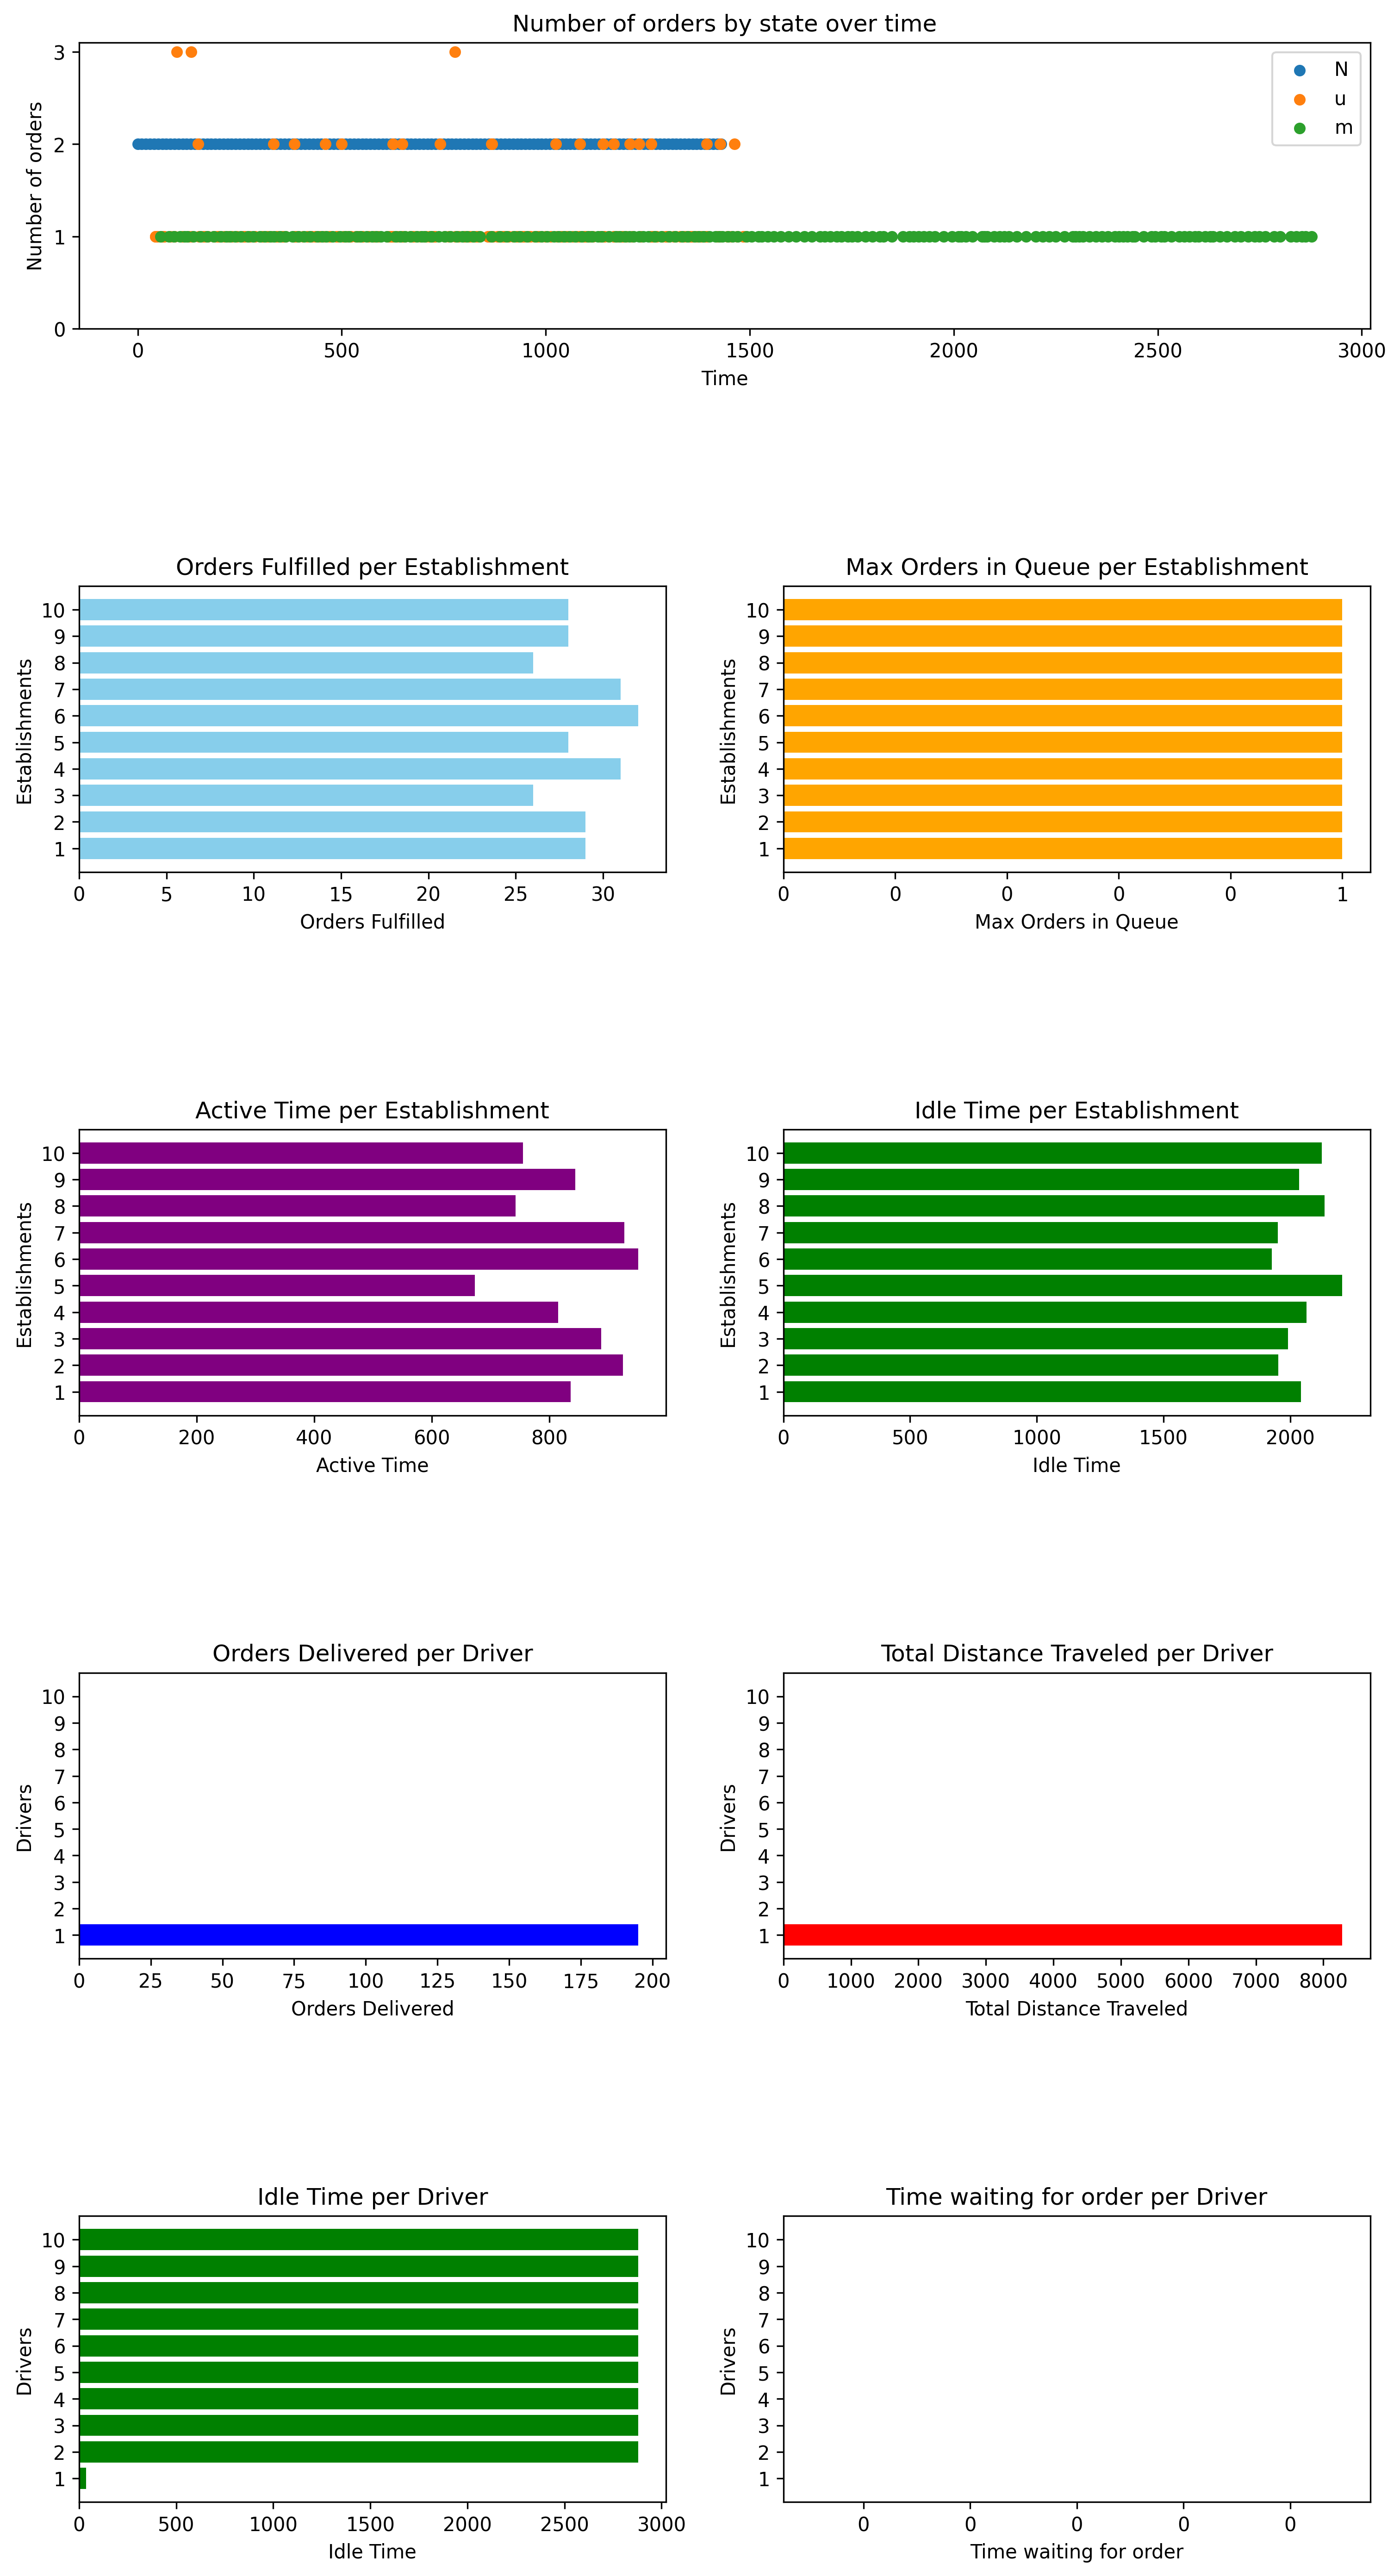 Number of orders by state over time
Number of orders
3
2
1
0
N
u
m
0 500 1000 1500 2000 2500 3000
Time
Orders Fulfilled per Establishment
Establishments
10
9
8
7
6
5
4
3
2
1
0 5 10 15 20 25 30
Orders Fulfilled
Max Orders in Queue per Establishment
Establishments
10
9
8
7
6
5
4
3
2
1
0 0 0 0 0 1
Max Orders in Queue
Active Time per Establishment
Establishments
10
9
8
7
6
5
4
3
2
1
0 200 400 600 800
Active Time
Idle Time per Establishment
Establishments
10
9
8
7
6
5
4
3
2
1
0 500 1000 1500 2000
Idle Time
Orders Delivered per Driver
Drivers
10
9
8
7
6
5
4
3
2
1
0 25 50 75 100 125 150 175 200
Orders Delivered
Total Distance Traveled per Driver
Drivers
10
9
8
7
6
5
4
3
2
1
0 1000 2000 3000 4000 5000 6000 7000 8000
Total Distance Traveled
Idle Time per Driver
Drivers
10
9
8
7
6
5
4
3
2
1
0 500 1000 1500 2000 2500 3000
Idle Time
Time waiting for order per Driver
Drivers
10
9
8
7
6
5
4
3
2
1
0 0 0 0 0
Time waiting for order